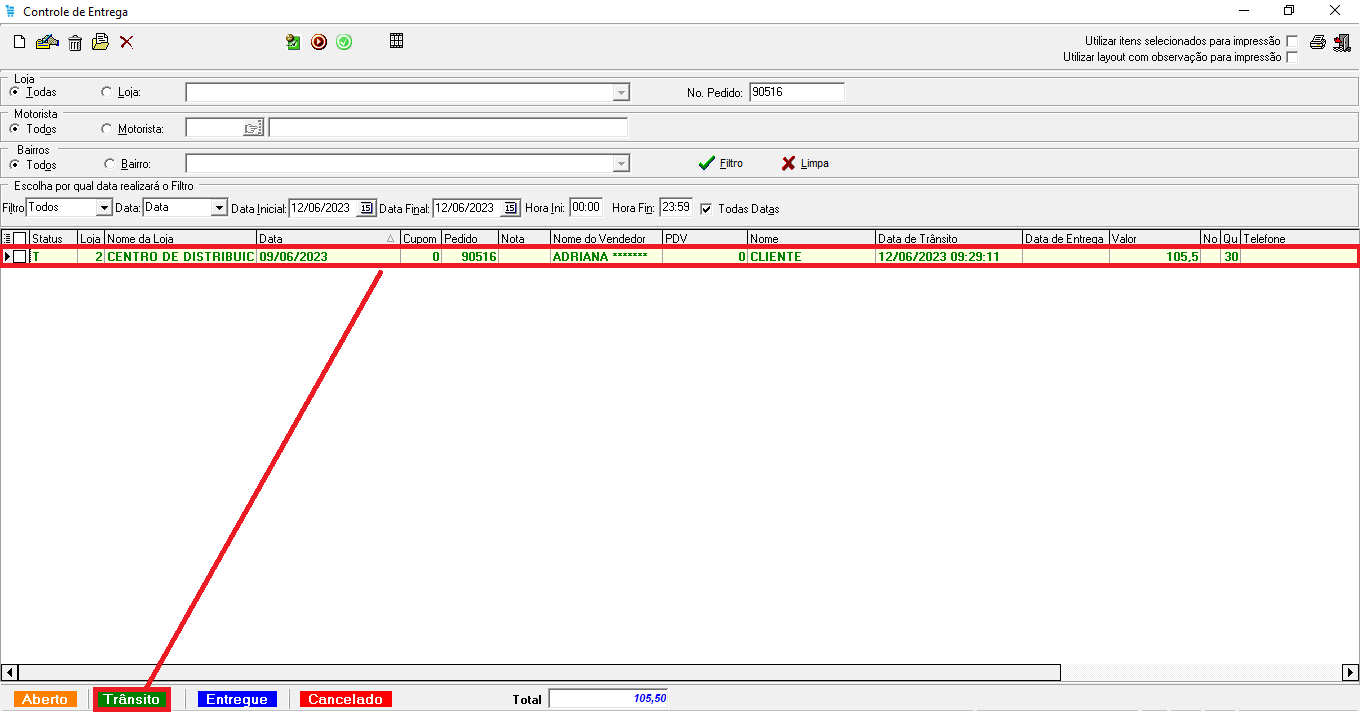 Controle de Entrega
Utilizar itens selecionados para impressão
Utilizar layout com observação para impressão
Loja
Todas Loja: No. Pedido: 90516
Motorista
Todos Motorista:
Bairros
Todos Bairro: Filtro Limpa
Escolha por qual data realizará o Filtro
Filtro Todos Data: Data Data Inicial: 12/06/2023 15 Data Final: 12/06/2023 15 Hora Ini: 00:00 Hora Fin: 23:59 Todas Datas
Status Loja Nome da Loja Data Cupom Pedido Nota Nome do Vendedor PDV Nome Data de Trânsito Data de Entrega Valor No Qu Telefone
T 2 CENTRO DE DISTRIBUIC 09/06/2023 0 90516 ADRIANA ******* 0 CLIENTE 12/06/2023 09:29:11 105,5 30
Aberto Trânsito Entregue Cancelado Total 105,50